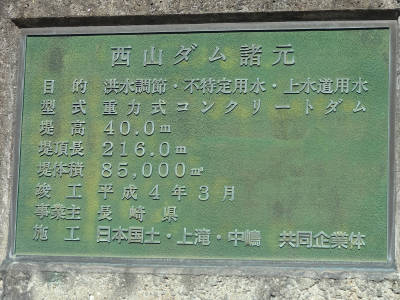 西山ダム諸元
目的 洪水調節・不特定用水・上水道用水
型式 重力式コンクリートダム
堤高 40.0m
堤頂長 216.0m
堤体積 85,000m³
竣工 平成4年3月
事業主 長崎県
施工 日本国土・上滝・中嶋 共同企業体